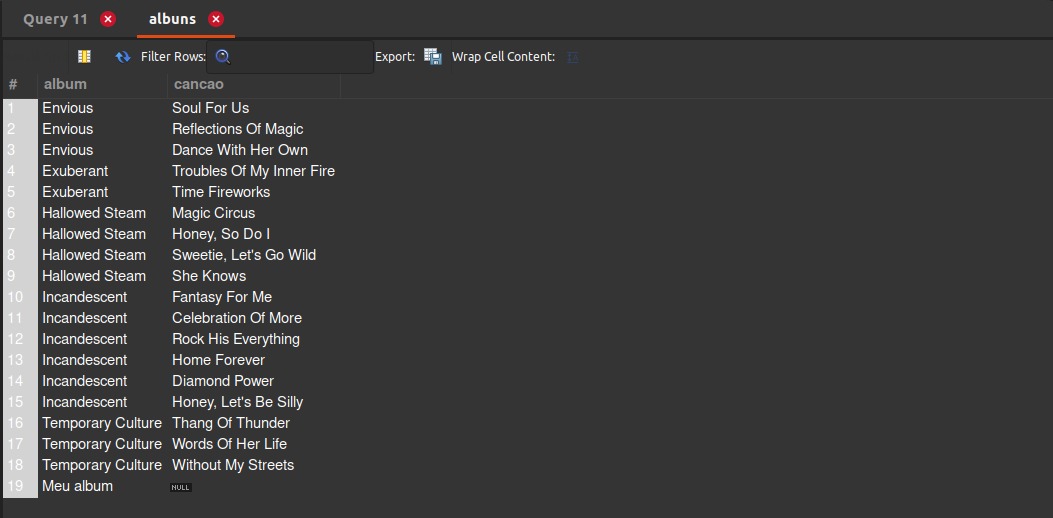 Query 11 albuns
Filter Rows: Export: Wrap Cell Content:
# album cancao
1 Envious Soul For Us
2 Envious Reflections Of Magic
3 Envious Dance With Her Own
4 Exuberant Troubles Of My Inner Fire
5 Exuberant Time Fireworks
6 Hallowed Steam Magic Circus
7 Hallowed Steam Honey, So Do I
8 Hallowed Steam Sweetie, Let's Go Wild
9 Hallowed Steam She Knows
10 Incandescent Fantasy For Me
11 Incandescent Celebration Of More
12 Incandescent Rock His Everything
13 Incandescent Home Forever
14 Incandescent Diamond Power
15 Incandescent Honey, Let's Be Silly
16 Temporary Culture Thang Of Thunder
17 Temporary Culture Words Of Her Life
18 Temporary Culture Without My Streets
19 Meu album NULL